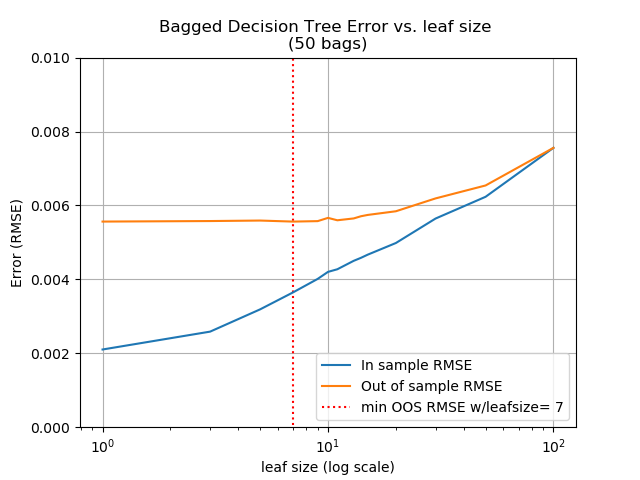 Bagged Decision Tree Error vs. leaf size
(50 bags)
0.010
0.008
0.006
0.004
0.002
0.000
Error (RMSE)
In sample RMSE
Out of sample RMSE
min OOS RMSE w/leafsize= 7
10⁰
10¹
10²
leaf size (log scale)